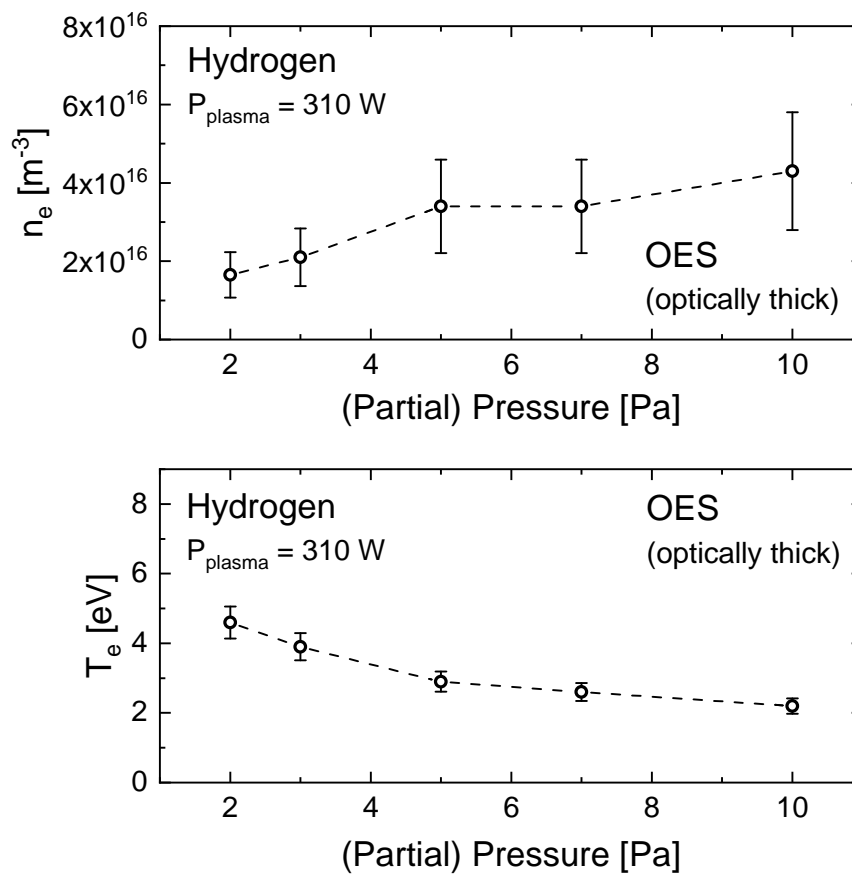 8x10^16
6x10^16
4x10^16
2x10^16
0
n_e [m^-3]
Hydrogen
P_plasma = 310 W
OES
(optically thick)
2 4 6 8 10
(Partial) Pressure [Pa]
8
6
4
2
0
T_e [eV]
Hydrogen
P_plasma = 310 W
OES
(optically thick)
2 4 6 8 10
(Partial) Pressure [Pa]